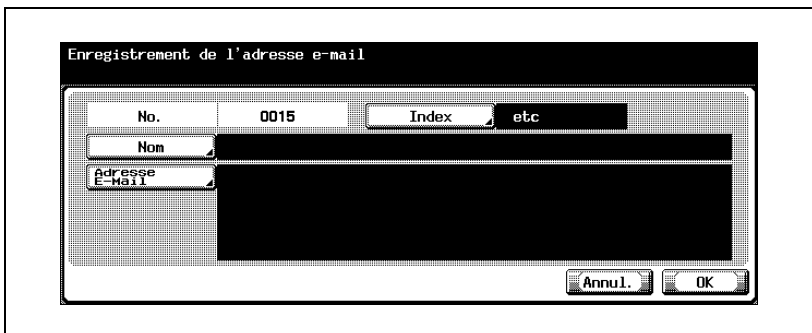 Enregistrement de l'adresse e-mail
No. 0015 Index etc
Nom
Adresse
E-Mail
Annul. OK